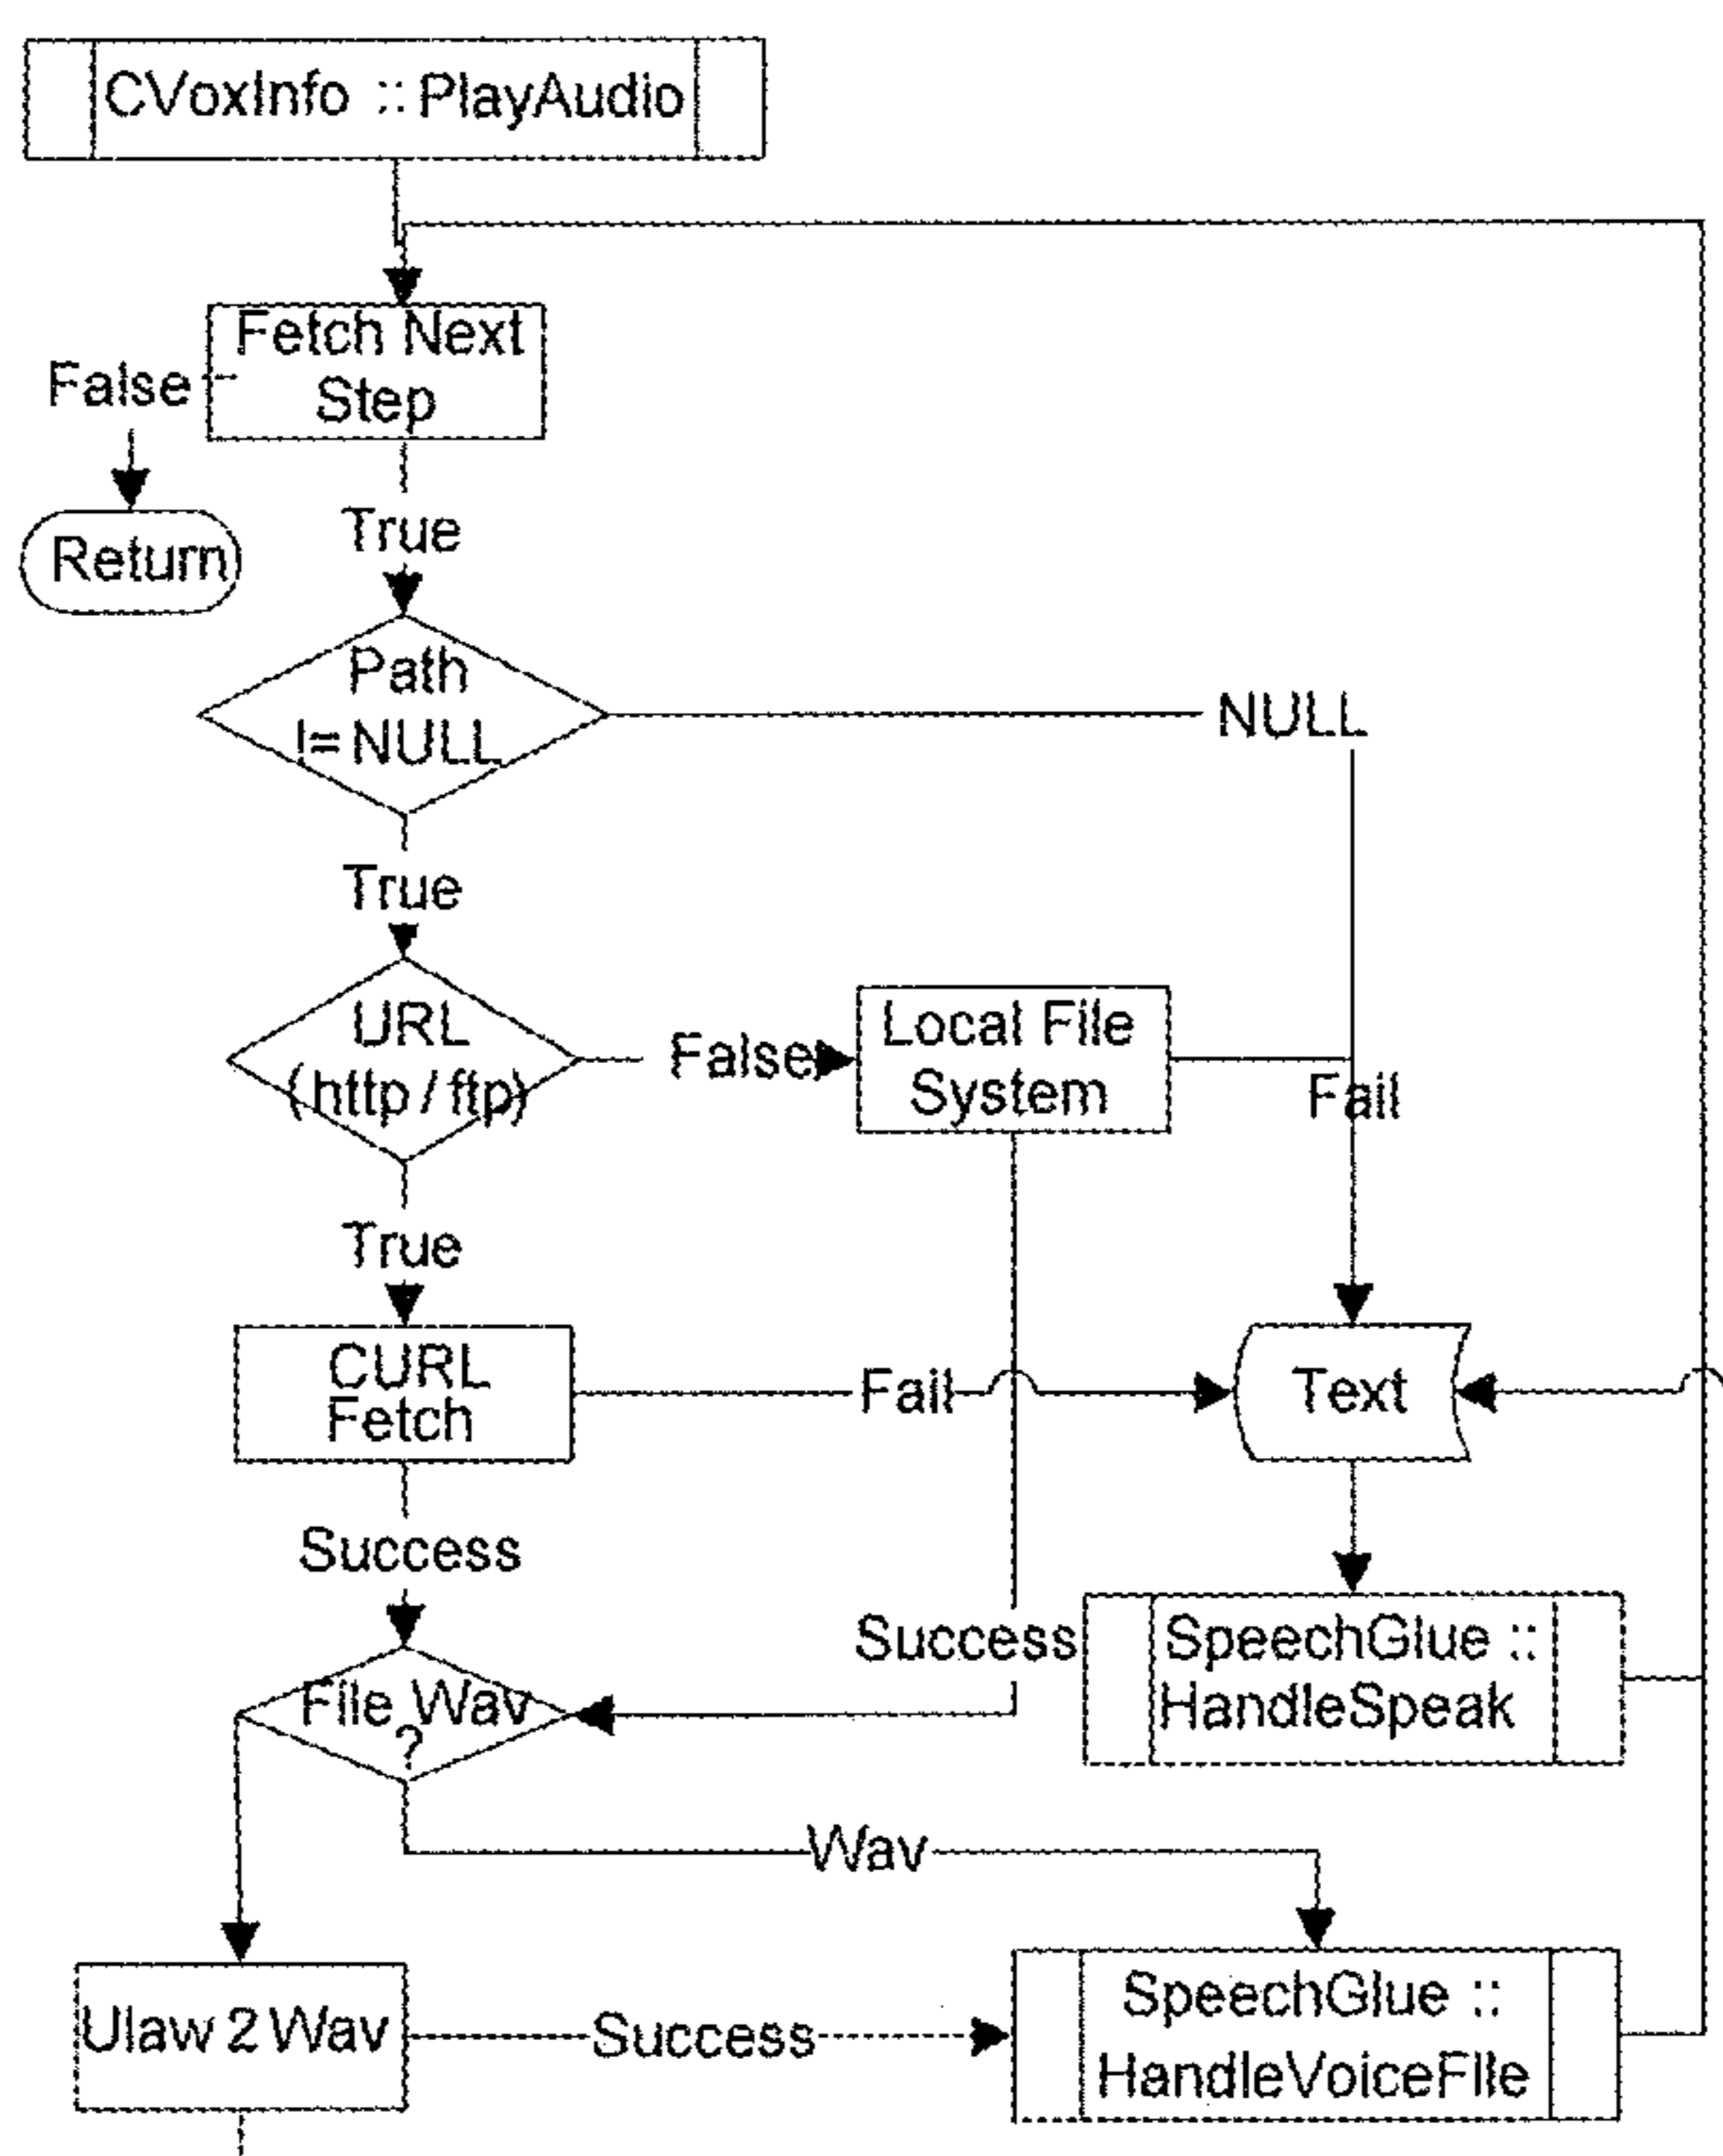 CVoxInfo :: PlayAudio
Fetch Next
Step
False
Return
True
Path
!= NULL
NULL
True
URL
(http / ftp)
False
Local File
System
Fail
True
CURL
Fetch
Fail
Text
Success
Success
SpeechGlue ::
HandleSpeak
File Wav
?
Wav
Ulaw 2 Wav
Success
SpeechGlue ::
HandleVoiceFile